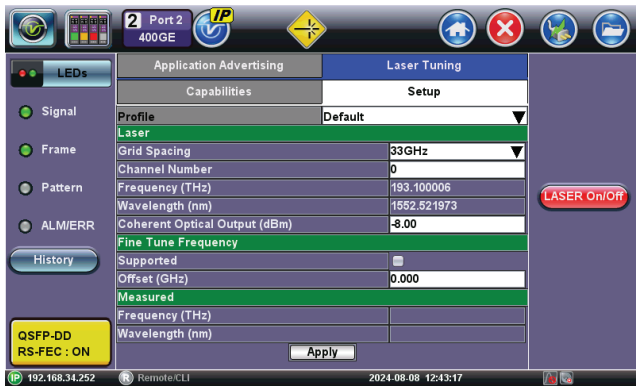 2 Port 2
400GE
IP
LEDs
Application Advertising
Laser Tuning
Capabilities
Setup
Signal
Profile
Default
Laser
Frame
Grid Spacing
33GHz
Channel Number
0
Pattern
Frequency (THz)
193.100006
LASER On/Off
Wavelength (nm)
1552.521973
ALM/ERR
Coherent Optical Output (dBm)
-8.00
Fine Tune Frequency
History
Supported
Offset (GHz)
0.000
Measured
Frequency (THz)
QSFP-DD
Wavelength (nm)
RS-FEC : ON
Apply
IP 192.168.34.252
R Remote/CLI
2024-08-08 12:43:17